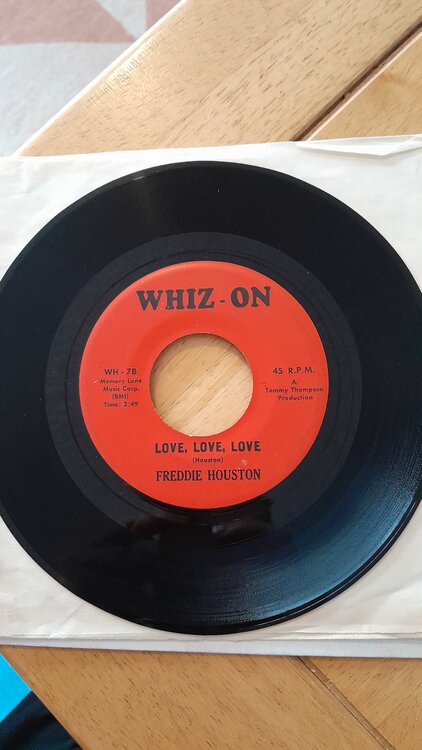 WHIZ-ON
WH-7B
Memory Lane
Music Corp.
(BMI)
Time: 2:49
45 R.P.M.
A
Tommy Thompson
Production
LOVE, LOVE, LOVE
(Houston)
FREDDIE HOUSTON